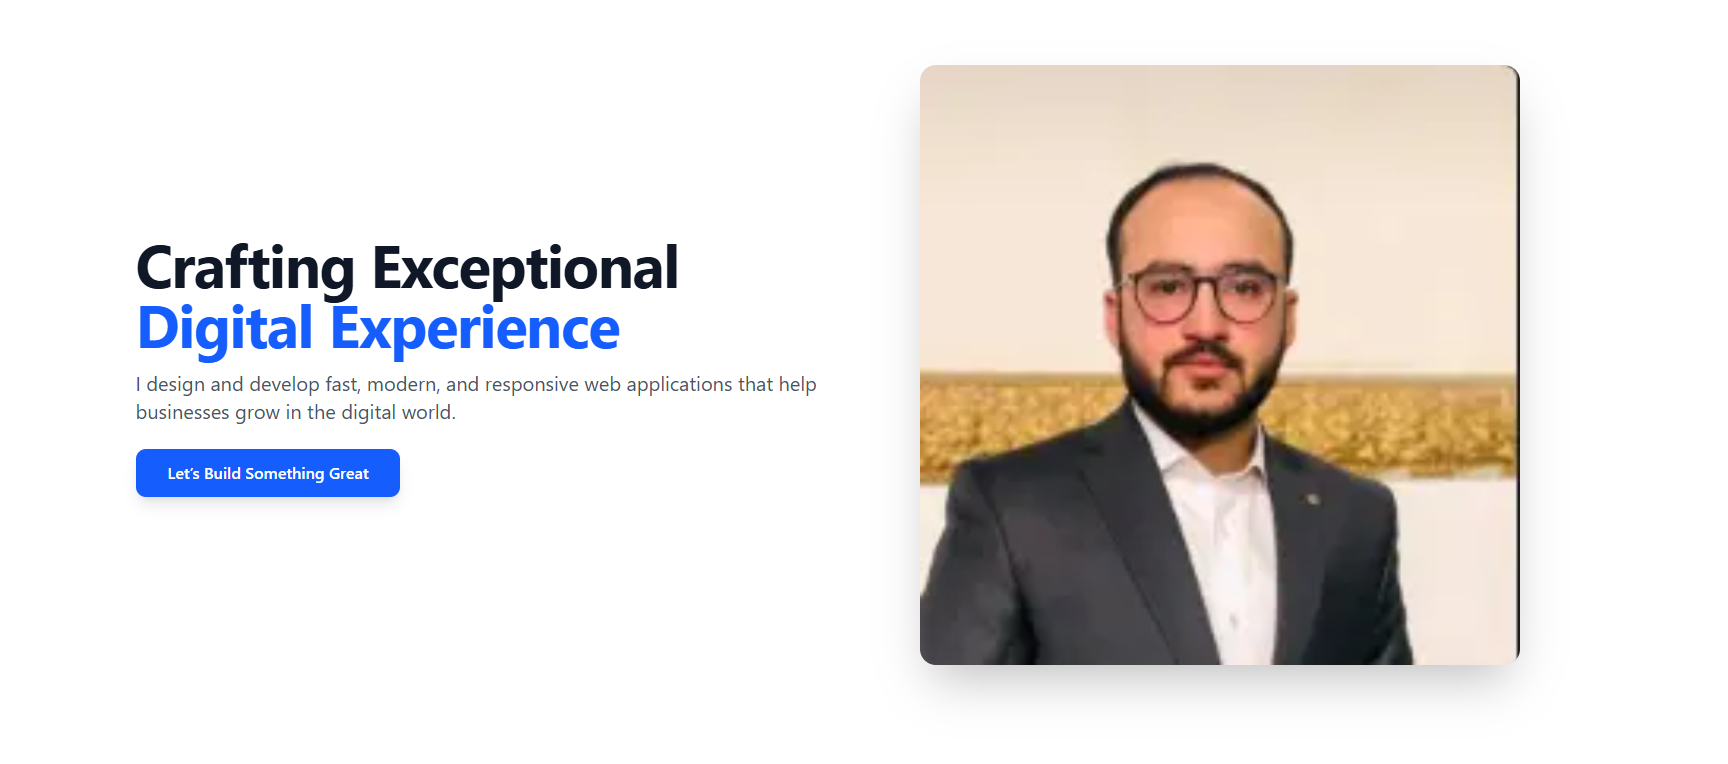 Crafting Exceptional
Digital Experience
I design and develop fast, modern, and responsive web applications that help
businesses grow in the digital world.
Let’s Build Something Great